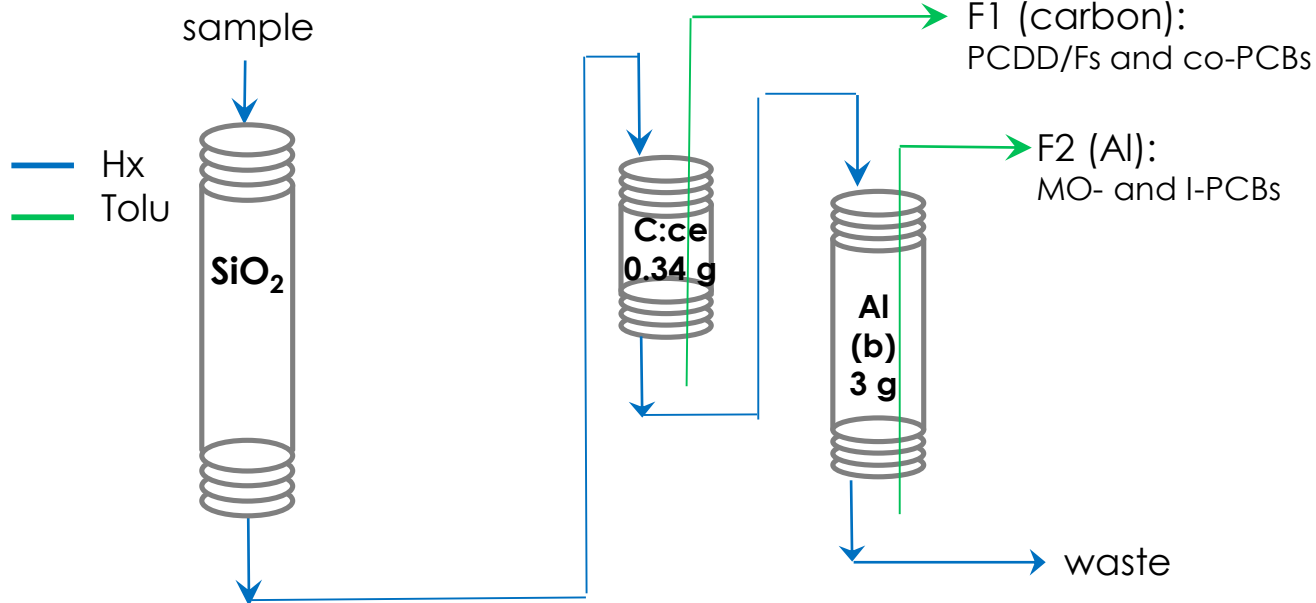 sample
Hx
Tolu
SiO₂
C:ce
0.34 g
Al
(b)
3 g
F1 (carbon):
PCDD/Fs and co-PCBs
F2 (Al):
MO- and I-PCBs
waste